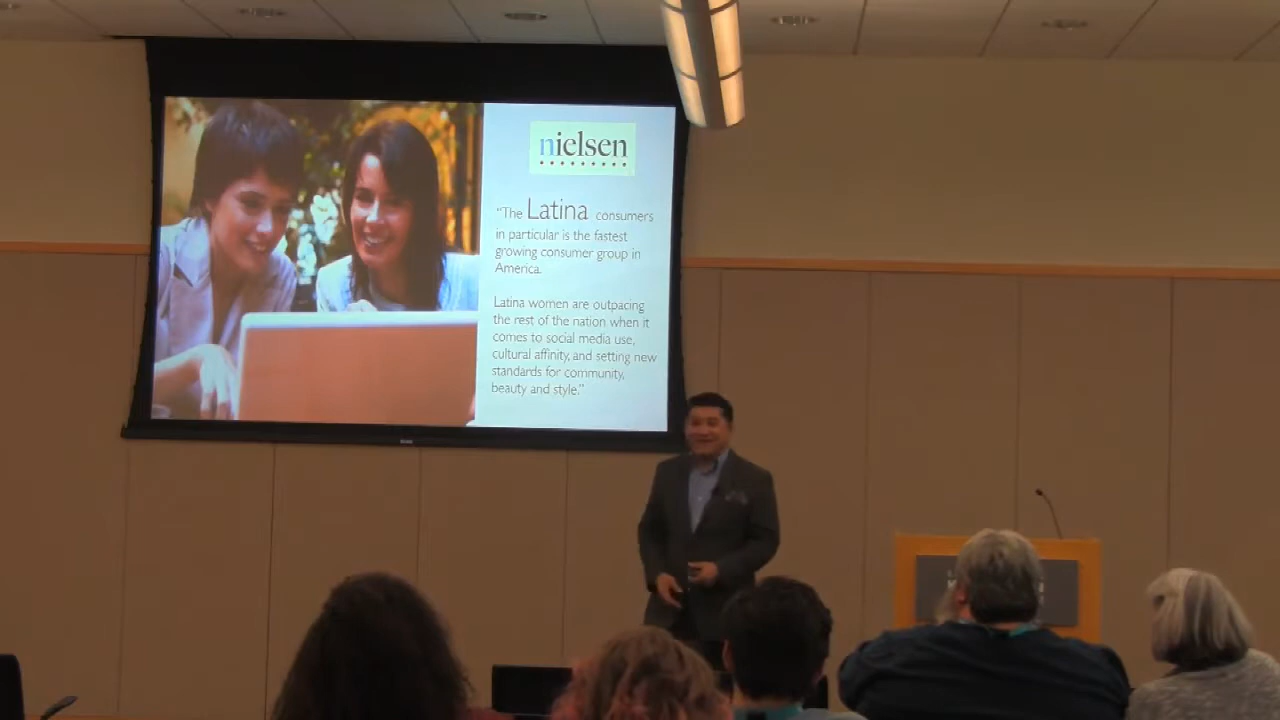 nielsen
"The Latina consumers
in particular is the fastest
growing consumer group in
America.
Latina women are outpacing
the rest of the nation when it
comes to social media use,
cultural affinity, and setting new
standards for community,
beauty and style."